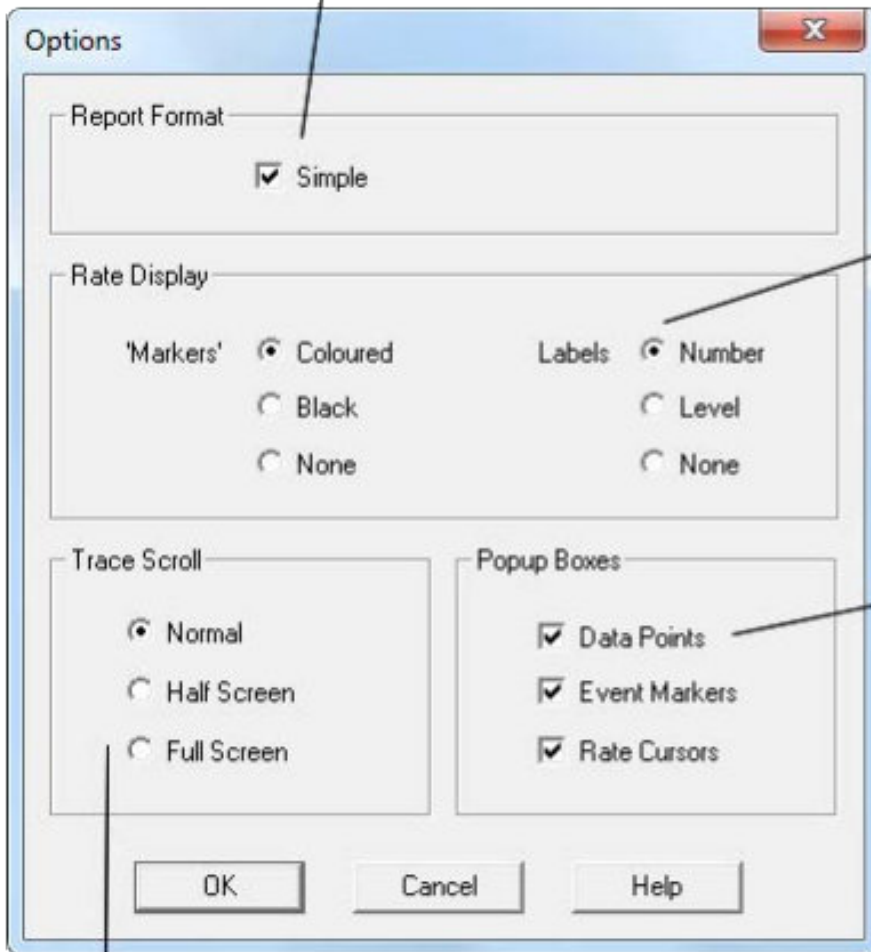 Options
Report Format
Simple
Rate Display
'Markers' Coloured Labels Number
Black Level
None None
Trace Scroll Popup Boxes
Normal Data Points
Half Screen Event Markers
Full Screen Rate Cursors
OK Cancel Help